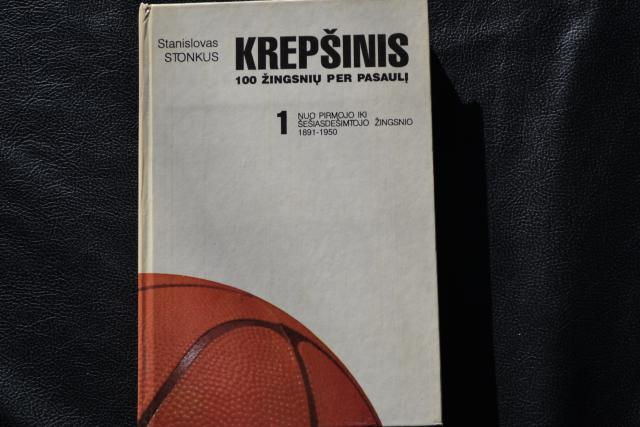 Stanislovas
STONKUS
KREPŠINIS
100 ŽINGSNIŲ PER PASAULĮ
1
NUO PIRMOJO IKI
ŠEŠIASDEŠIMTOJO ŽINGSNIO
1891-1950